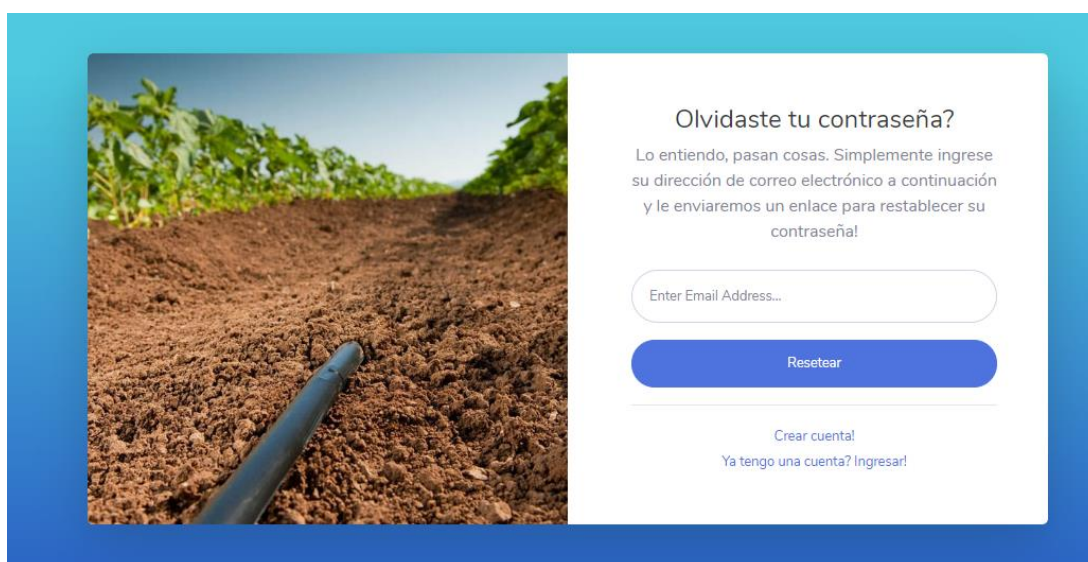 Olvidaste tu contraseña?
Lo entiendo, pasan cosas. Simplemente ingrese
su dirección de correo electrónico a continuación
y le enviaremos un enlace para restablecer su
contraseña!
Enter Email Address...
Resetear
Crear cuenta!
Ya tengo una cuenta? Ingresar!